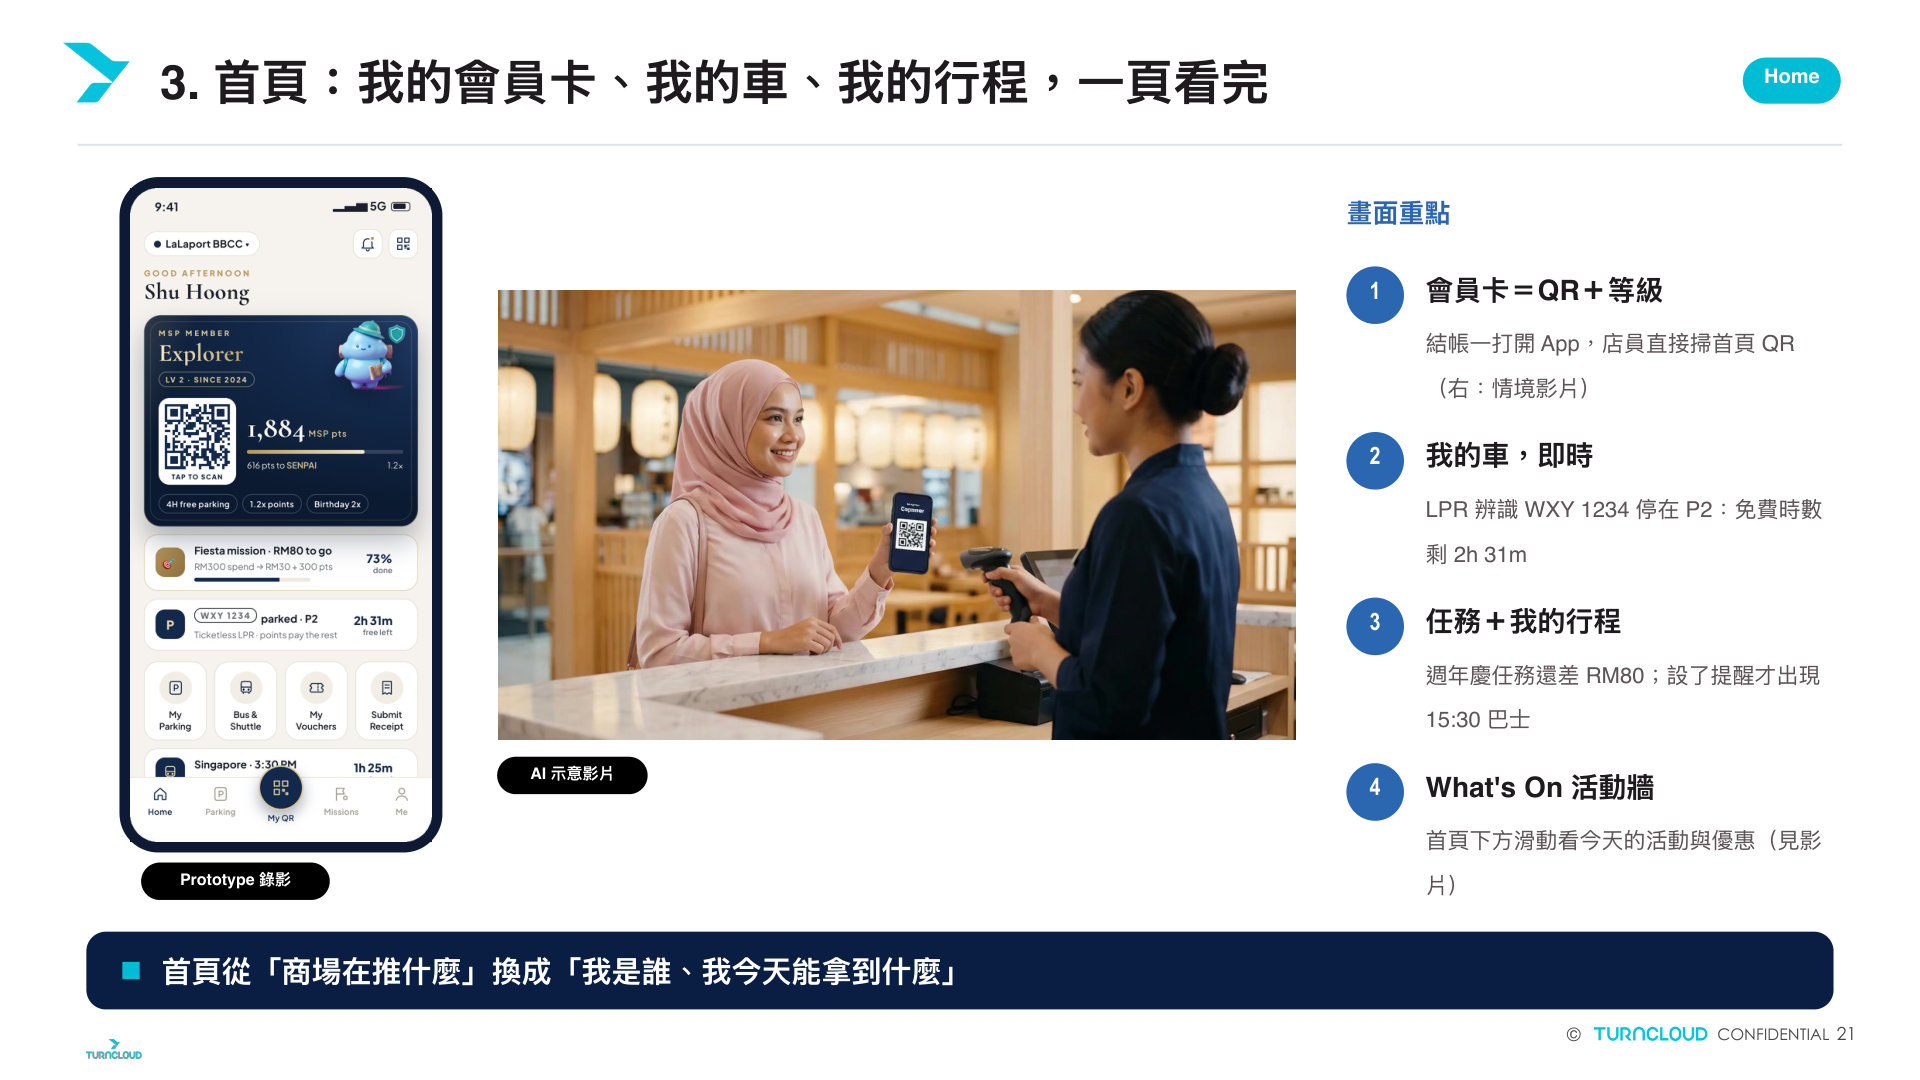 3. 首頁：我的會員卡、我的車、我的行程，一頁看完
Home
9:41
5G
LaLaport BBCC
GOOD AFTERNOON
Shu Hoong
MSP MEMBER
Explorer
LV 2 · SINCE 2024
TAP TO SCAN
1,884 MSP pts
616 pts to SENPAI
1.2x
4H free parking
1.2x points
Birthday 2x
Fiesta mission · RM80 to go
RM300 spend → RM30 + 300 pts
73%
done
WXY 1234 parked · P2
Ticketless LPR · points pay the rest
2h 31m
free left
P
My
Parking
Bus &
Shuttle
My
Vouchers
Submit
Receipt
Singapore · 3:30 PM
1h 25m
Home
Parking
My QR
Missions
Me
Prototype 錄影
AI 示意影片
畫面重點
1
會員卡＝QR＋等級
結帳一打開 App，店員直接掃首頁 QR
（右：情境影片）
2
我的車，即時
LPR 辨識 WXY 1234 停在 P2：免費時數
剩 2h 31m
3
任務＋我的行程
週年慶任務還差 RM80；設了提醒才出現
15:30 巴士
4
What's On 活動牆
首頁下方滑動看今天的活動與優惠（見影
片）
首頁從「商場在推什麼」換成「我是誰、我今天能拿到什麼」
TURNCLOUD
© TURNCLOUD CONFIDENTIAL 21